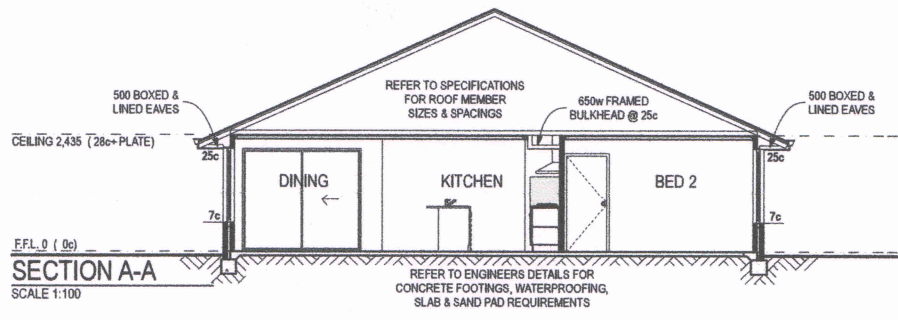 REFER TO SPECIFICATIONS
FOR ROOF MEMBER
SIZES & SPACINGS
500 BOXED &
LINED EAVES
650w FRAMED
BULKHEAD @ 25c
500 BOXED &
LINED EAVES
CEILING 2,435 ( 28c+ PLATE)
25c
25c
DINING
KITCHEN
BED 2
7c
7c
F.F.L. 0 ( 0c)
SECTION A-A
SCALE 1:100
REFER TO ENGINEERS DETAILS FOR
CONCRETE FOOTINGS, WATERPROOFING,
SLAB & SAND PAD REQUIREMENTS